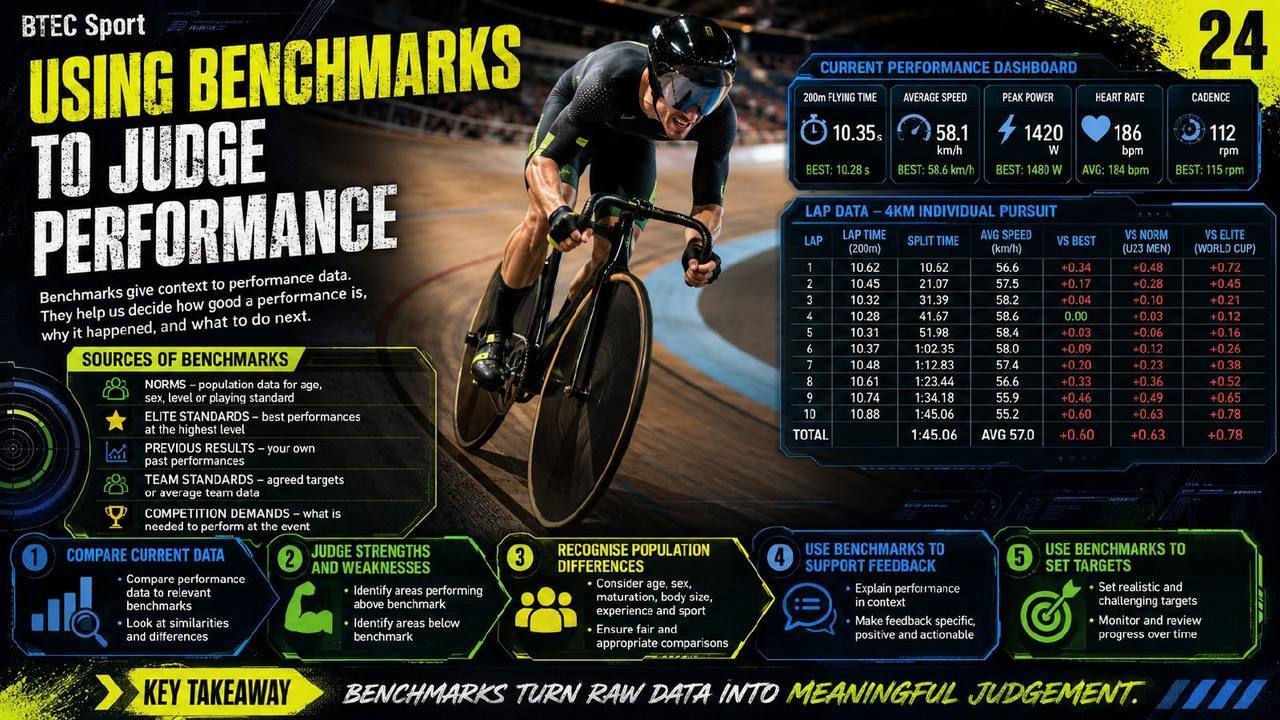 BTEC Sport
USING BENCHMARKS
TO JUDGE
PERFORMANCE
Benchmarks give context to performance data.
They help us decide how good a performance is,
why it happened, and what to do next.
SOURCES OF BENCHMARKS
NORMS – population data for age,
sex, level or playing standard
ELITE STANDARDS – best performances
at the highest level
PREVIOUS RESULTS – your own
past performances
TEAM STANDARDS – agreed targets
or average team data
COMPETITION DEMANDS – what is
needed to perform at the event
24
CURRENT PERFORMANCE DASHBOARD
200m FLYING TIME
10.35s
BEST: 10.28 s
AVERAGE SPEED
58.1
km/h
BEST: 58.6 km/h
PEAK POWER
1420
W
BEST: 1480 W
HEART RATE
186
bpm
AVG: 184 bpm
CADENCE
112
rpm
BEST: 115 rpm
LAP DATA – 4KM INDIVIDUAL PURSUIT
LAP LAP TIME (200m) SPLIT TIME AVG SPEED (km/h) VS BEST VS NORM (U23 MEN) VS ELITE (WORLD CUP)
1 10.62 10.62 56.6 +0.34 +0.48 +0.72
2 10.45 21.07 57.5 +0.17 +0.28 +0.45
3 10.32 31.39 58.2 +0.04 +0.10 +0.21
4 10.28 41.67 58.6 0.00 +0.03 +0.12
5 10.31 51.98 58.4 +0.03 +0.06 +0.16
6 10.37 1:02.35 58.0 +0.09 +0.12 +0.26
7 10.48 1:12.83 57.4 +0.20 +0.23 +0.38
8 10.61 1:23.44 56.6 +0.33 +0.36 +0.52
9 10.74 1:34.18 55.9 +0.46 +0.49 +0.65
10 10.88 1:45.06 55.2 +0.60 +0.63 +0.78
TOTAL 1:45.06 AVG 57.0 +0.60 +0.63 +0.78
1 COMPARE CURRENT DATA
• Compare performance
data to relevant
benchmarks
• Look at similarities
and differences
2 JUDGE STRENGTHS
AND WEAKNESSES
• Identify areas performing
above benchmark
• Identify areas below
benchmark
3 RECOGNISE POPULATION
DIFFERENCES
• Consider age, sex,
maturation, body size,
experience and sport
• Ensure fair and
appropriate comparisons
4 USE BENCHMARKS TO
SUPPORT FEEDBACK
• Explain performance
in context
• Make feedback specific,
positive and actionable
5 USE BENCHMARKS TO
SET TARGETS
• Set realistic and
challenging targets
• Monitor and review
progress over time
KEY TAKEAWAY
BENCHMARKS TURN RAW DATA INTO MEANINGFUL JUDGEMENT.